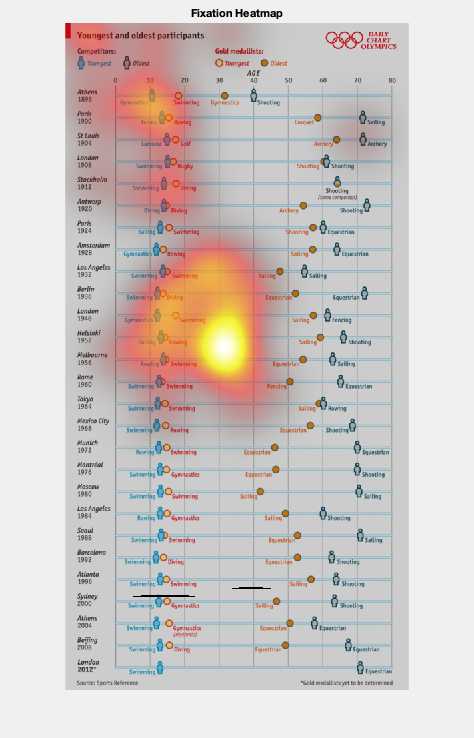 Fixation Heatmap
Youngest and oldest participants
DAILY
CHART
OLYMPICS
Competitors:
Youngest Oldest
Gold medallists:
Youngest Oldest
AGE
0 10 20 30 40 50 60 70 80
Athens
1896
Gymnastics Swimming Gymnastics Shooting
Paris
1900
Rowing Croquet Sailing
St Louis
1904
Lacrosse Golf Archery Archery
London
1908
Swimming Rugby Shooting Shooting
Stockholm
1912
Swimming Diving Shooting
(same competitor)
Antwerp
1920
Diving Diving Archery Shooting
Paris
1924
Sailing Swimming Shooting Equestrian
Amsterdam
1928
Gymnastics Rowing Sailing Equestrian
Los Angeles
1932
Swimming Swimming Sailing Sailing
Berlin
1936
Swimming Diving Equestrian Equestrian
London
1948
Gymnastics Swimming Sailing Fencing
Helsinki
1952
Sailing Rowing Sailing Shooting
Melbourne
1956
Rowing Swimming Equestrian Sailing
Rome
1960
Swimming Swimming Fencing Equestrian
Tokyo
1964
Swimming Swimming Sailing Rowing
Mexico City
1968
Swimming Rowing Equestrian Shooting
Munich
1972
Rowing Swimming Equestrian Equestrian
Montreal
1976
Swimming Gymnastics Equestrian Shooting
Moscow
1980
Swimming Swimming Sailing Sailing
Los Angeles
1984
Rowing Gymnastics Sailing Shooting
Seoul
1988
Swimming Swimming Equestrian Sailing
Barcelona
1992
Swimming Diving Equestrian Shooting
Atlanta
1996
Swimming Swimming Sailing Shooting
Sydney
2000
Swimming Gymnastics Sailing Shooting
Athens
2004
Swimming Gymnastics Equestrian Equestrian
(rhythmic)
Beijing
2008
Swimming Diving Equestrian Equestrian
London
2012*
Swimming Equestrian
Source: Sports Reference *Gold medallists yet to be determined